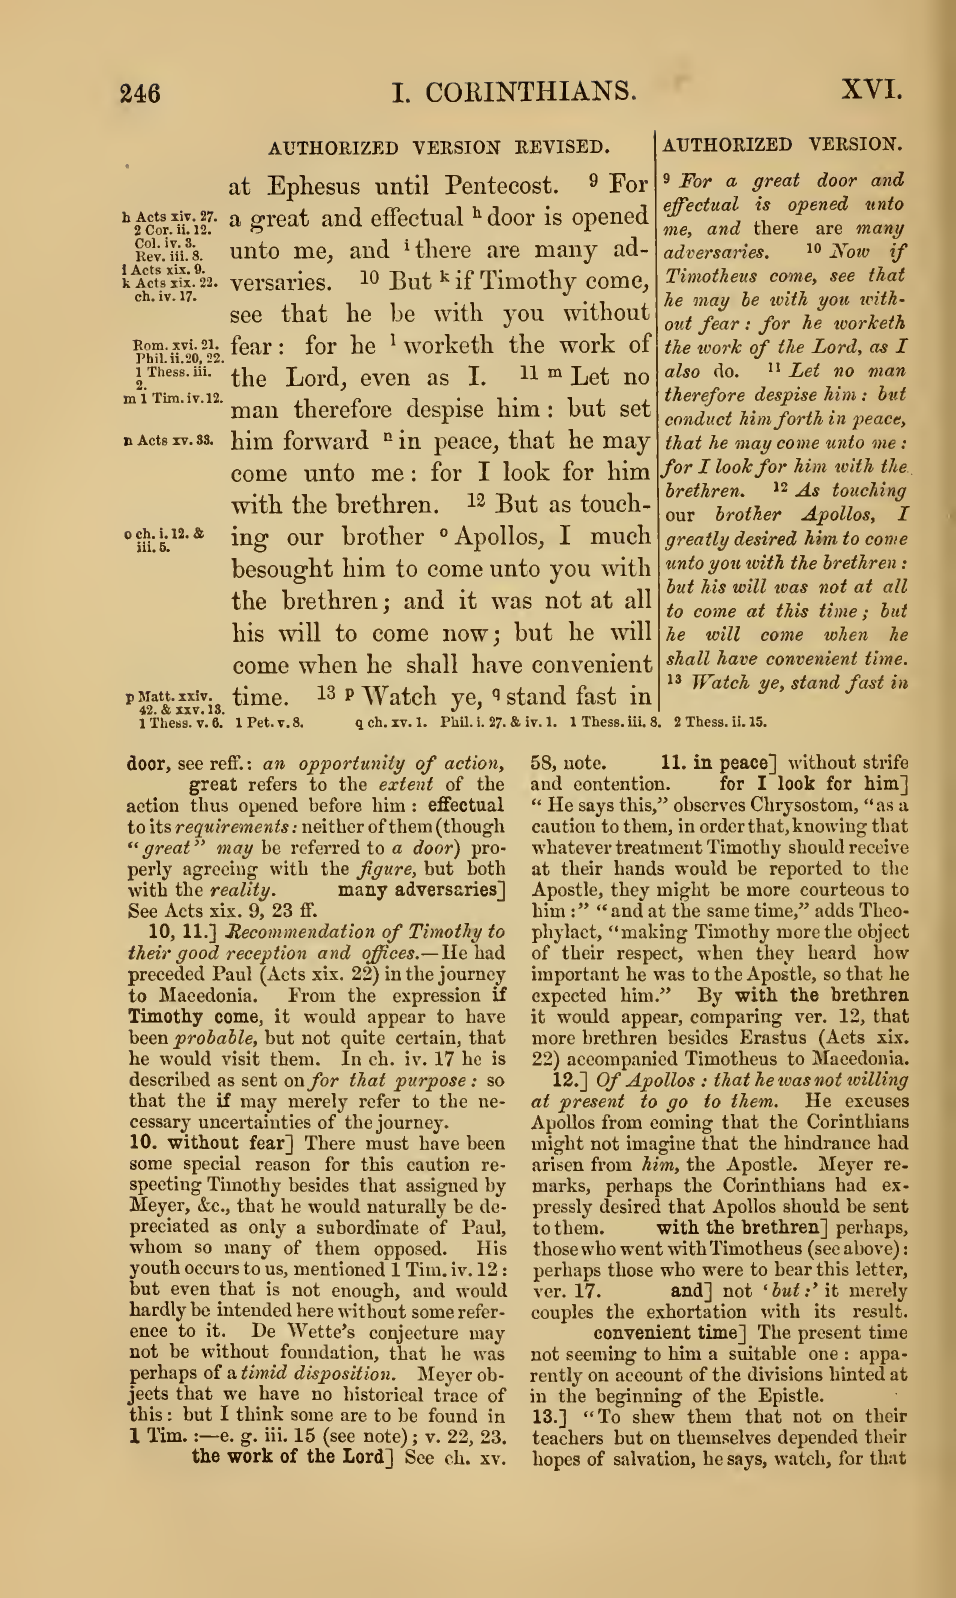 246
I. CORINTHIANS.
XVI.
AUTHORIZED VERSION REVISED.
at Ephesus until Pentecost. 9 For
a great and effectual h door is opened
unto me, and i there are many ad-
versaries. 10 But k if Timothy come,
see that he be with you without
fear: for he l worketh the work of
the Lord, even as I. 11 m Let no
man therefore despise him: but set
him forward n in peace, that he may
come unto me: for I look for him
with the brethren. 12 But as touch-
ing our brother o Apollos, I much
besought him to come unto you with
the brethren; and it was not at all
his will to come now; but he will
come when he shall have convenient
time. 13 p Watch ye, q stand fast in
h Acts xiv. 27.
2 Cor. ii. 12.
Col. iv. 3.
Rev. iii. 8.
i Acts xix. 9.
k Acts xix. 22.
ch. iv. 17.
Rom. xvi. 21.
Phil. ii. 20, 22.
1 Thess. iii.
2.
m 1 Tim. iv. 12.
n Acts xv. 33.
o ch. i. 12. &
iii. 5.
p Matt. xxiv.
42. & xxv. 13.
1 Thess. v. 6. 1 Pet. v. 8. q ch. xv. 1. Phil. i. 27. & iv. 1. 1 Thess. iii. 8. 2 Thess. ii. 15.
AUTHORIZED VERSION.
9 For a great door and
effectual is opened unto
me, and there are many
adversaries. 10 Now if
Timotheus come, see that
he may be with you with-
out fear: for he worketh
the work of the Lord, as I
also do. 11 Let no man
therefore despise him: but
conduct him forth in peace,
that he may come unto me:
for I look for him with the
brethren. 12 As touching
our brother Apollos, I
greatly desired him to come
unto you with the brethren:
but his will was not at all
to come at this time; but
he will come when he
shall have convenient time.
13 Watch ye, stand fast in
door, see reff.: an opportunity of action,
great refers to the extent of the
action thus opened before him: effectual
to its requirements: neither of them (though
"great" may be referred to a door) pro-
perly agreeing with the figure, but both
with the reality. many adversaries]
See Acts xix. 9, 23 ff.
10, 11.] Recommendation of Timothy to
their good reception and offices.—He had
preceded Paul (Acts xix. 22) in the journey
to Macedonia. From the expression if
Timothy come, it would appear to have
been probable, but not quite certain, that
he would visit them. In ch. iv. 17 he is
described as sent on for that purpose: so
that the if may merely refer to the ne-
cessary uncertainties of the journey.
10. without fear] There must have been
some special reason for this caution re-
specting Timothy besides that assigned by
Meyer, &c., that he would naturally be de-
preciated as only a subordinate of Paul,
whom so many of them opposed. His
youth occurs to us, mentioned 1 Tim. iv. 12:
but even that is not enough, and would
hardly be intended here without some refer-
ence to it. De Wette's conjecture may
not be without foundation, that he was
perhaps of a timid disposition. Meyer ob-
jects that we have no historical trace of
this: but I think some are to be found in
1 Tim. :—e. g. iii. 15 (see note); v. 22, 23.
the work of the Lord] See ch. xv.
58, note. 11. in peace] without strife
and contention. for I look for him]
"He says this," observes Chrysostom, "as a
caution to them, in order that, knowing that
whatever treatment Timothy should receive
at their hands would be reported to the
Apostle, they might be more courteous to
him:" "and at the same time," adds Theo-
phylact, "making Timothy more the object
of their respect, when they heard how
important he was to the Apostle, so that he
expected him." By with the brethren
it would appear, comparing ver. 12, that
more brethren besides Erastus (Acts xix.
22) accompanied Timotheus to Macedonia.
12.] Of Apollos: that he was not willing
at present to go to them. He excuses
Apollos from coming that the Corinthians
might not imagine that the hindrance had
arisen from him, the Apostle. Meyer re-
marks, perhaps the Corinthians had ex-
pressly desired that Apollos should be sent
to them. with the brethren] perhaps,
those who went with Timotheus (see above):
perhaps those who were to bear this letter,
ver. 17. and] not 'but:' it merely
couples the exhortation with its result.
convenient time] The present time
not seeming to him a suitable one: appa-
rently on account of the divisions hinted at
in the beginning of the Epistle.
13.] "To shew them that not on their
teachers but on themselves depended their
hopes of salvation, he says, watch, for that